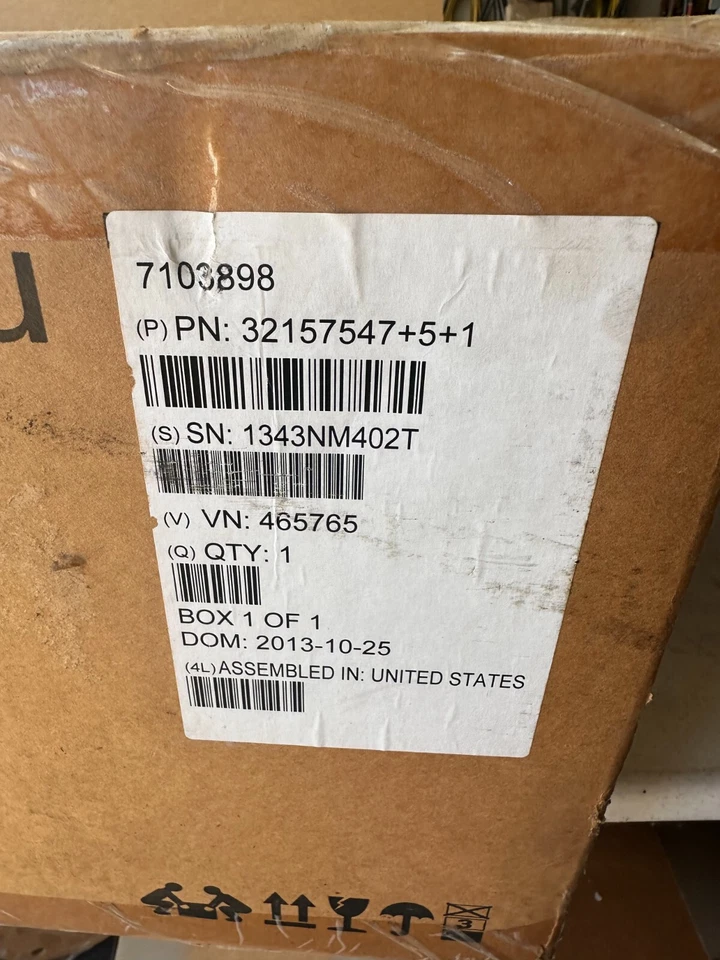 7103898
(P) PN: 32157547+5+1
(S) SN: 1343NM402T
(V) VN: 465765
(Q) QTY: 1
BOX 1 OF 1
DOM: 2013-10-25
(4L) ASSEMBLED IN: UNITED STATES
3